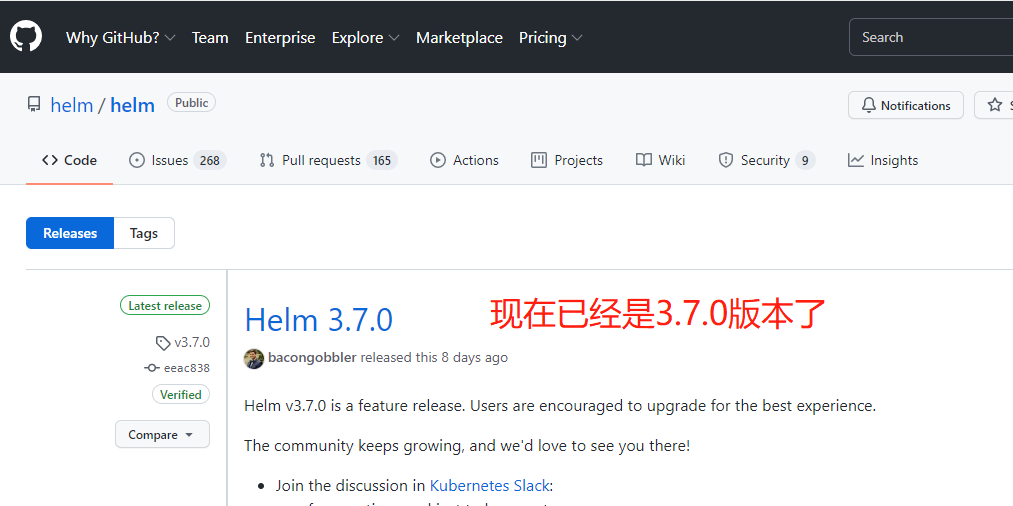 Why GitHub? Team Enterprise Explore Marketplace Pricing Search
helm / helm Public Notifications
Code Issues 268 Pull requests 165 Actions Projects Wiki Security 9 Insights
Releases Tags
Latest release
Helm 3.7.0 现在已经是3.7.0版本了
v3.7.0
bacongobbler released this 8 days ago
eeac838
Verified
Helm v3.7.0 is a feature release. Users are encouraged to upgrade for the best experience.
Compare
The community keeps growing, and we'd love to see you there!
Join the discussion in Kubernetes Slack: